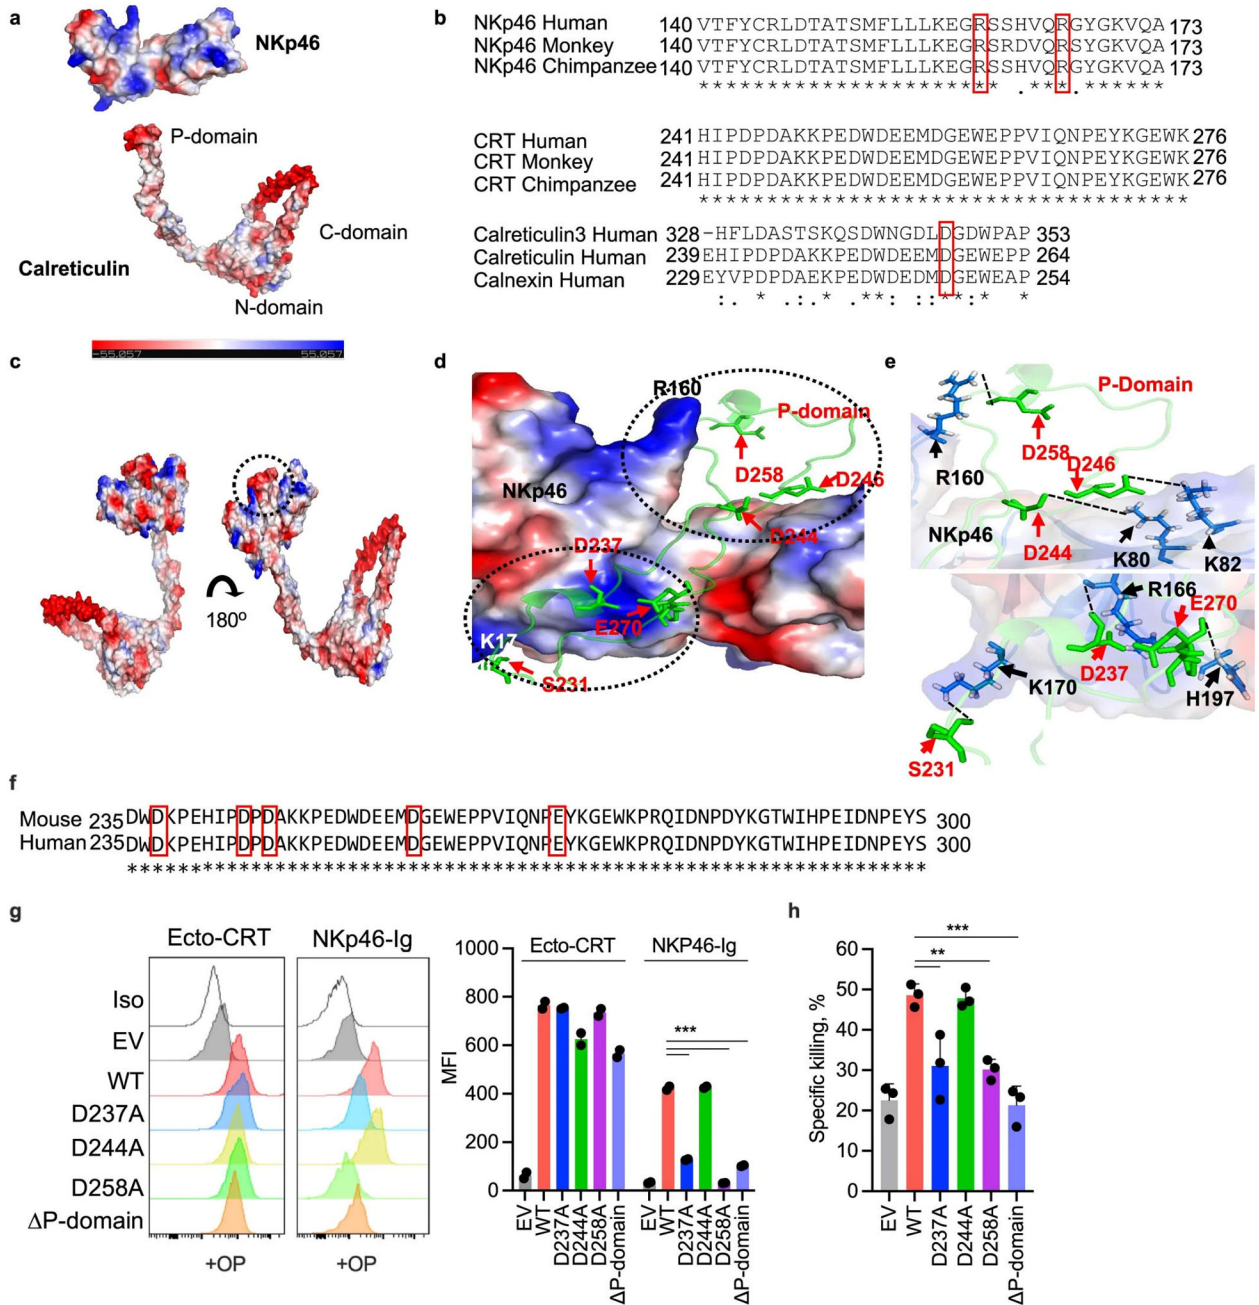 a
NKp46
P-domain
C-domain
Calreticulin
N-domain
-55.057 55.057
b
NKp46 Human 140 VTFYCRLDTATSMFLLLKEGRSSHVQRGYGKVQA 173
NKp46 Monkey 140 VTFYCRLDTATSMFLLLKEGRSRDVQRSYGKVQA 173
NKp46 Chimpanzee 140 VTFYCRLDTATSMFLLLKEGRSSHVQRGYGKVQA 173
********************** .***.******
CRT Human 241 HIPDPDAKKPEDWDEEMDGEWEPPVIQNPEYKGEWK 276
CRT Monkey 241 HIPDPDAKKPEDWDEEMDGEWEPPVIQNPEYKGEWK 276
CRT Chimpanzee 241 HIPDPDAKKPEDWDEEMDGEWEPPVIQNPEYKGEWK 276
************************************
Calreticulin3 Human 328 -HFLDASTSKQSDWNGDLDGDWPAP 353
Calreticulin Human 239 EHIPDPDAKKPEDWDEEMDGEWEPP 264
Calnexin Human 229 EYVPDPDAEKPEDWDEDMDGEWEAP 254
:. * .:. .** :**:* *
c
180º
d
R160
P-domain
D258
D246
NKp46
D244
D237
E270
K17
S231
e
P-Domain
D258
D246
R160
NKp46
D244
K80
K82
R166
E270
D237
K170
H197
S231
f
Mouse 235 DWDKPEHIPDPDAKKPEDWDEEMDGEWEPPVIQNPEYKGEWKPRQIDNPDYKGTWIHPEIDNPEYS 300
Human 235 DWDKPEHIPDPDAKKPEDWDEEMDGEWEPPVIQNPEYKGEWKPRQIDNPDYKGTWIHPEIDNPEYS 300
******************************************************************
g
Ecto-CRT NKp46-Ig
Iso
EV
WT
D237A
D244A
D258A
ΔP-domain
+OP +OP
MFI
1000
800
600
400
200
0
Ecto-CRT NKP46-Ig
***
EV WT D237A D244A D258A ΔP-domain EV WT D237A D244A D258A ΔP-domain
h
Specific killing, %
60
50
40
30
20
10
0
***
**
EV WT D237A D244A D258A ΔP-domain